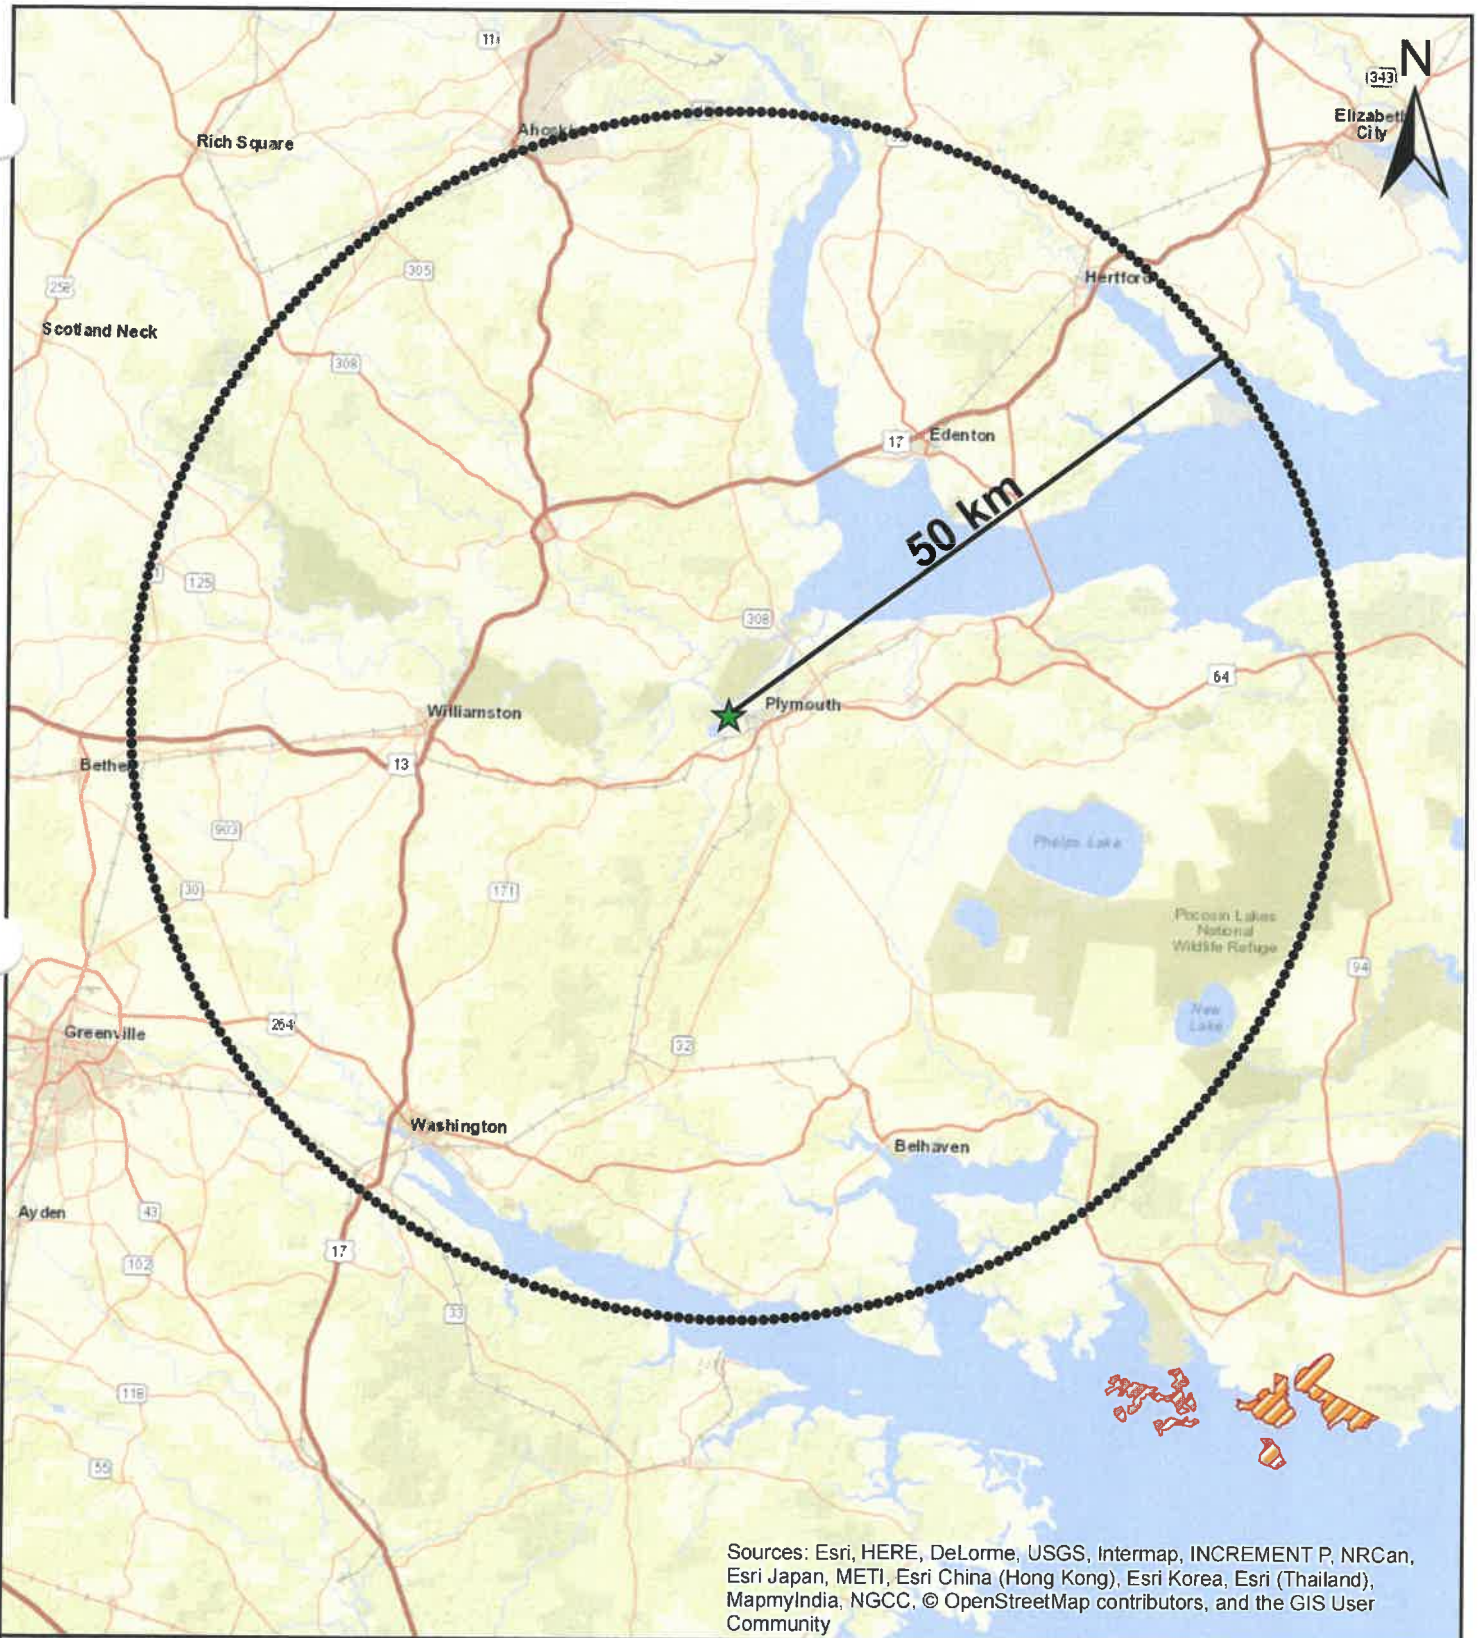 11
N
343
Elizabeth
City
Rich Square
Ahoskie
305
Hertford
258
Scotland Neck
308
17
Edenton
50 km
125
308
64
Williamston
Plymouth
13
Bethel
903
Phelps Lake
30
171
Pocosin Lakes
National
Wildlife Refuge
94
New
Lake
264
Greenville
32
Washington
Belhaven
Ayden
43
17
102
33
118
55
Sources: Esri, HERE, DeLorme, USGS, Intermap, INCREMENT P, NRCan,
Esri Japan, METI, Esri China (Hong Kong), Esri Korea, Esri (Thailand),
MapmyIndia, NGCC, © OpenStreetMap contributors, and the GIS User
Community